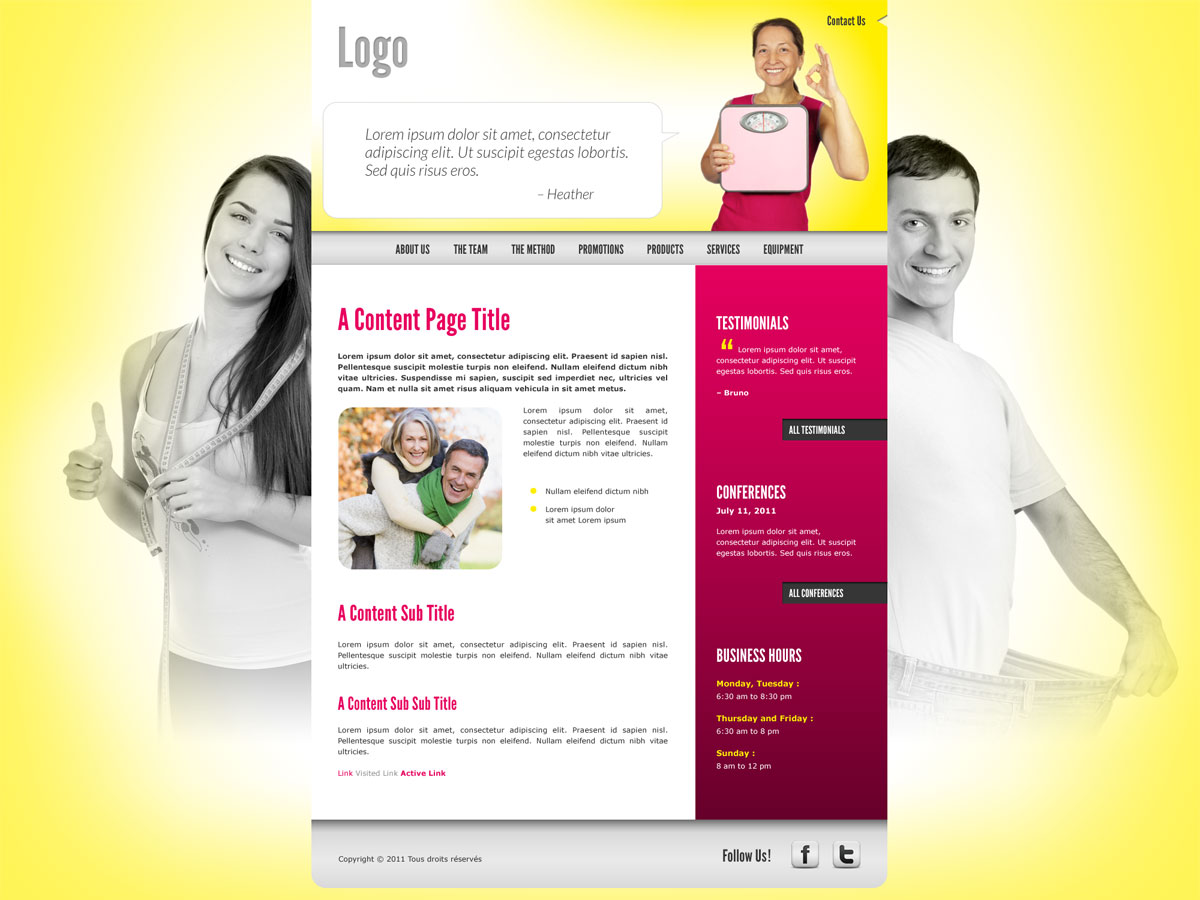 Contact Us
Logo
Lorem ipsum dolor sit amet, consectetur
adipiscing elit. Ut suscipit egestas lobortis.
Sed quis risus eros.
– Heather
ABOUT US THE TEAM THE METHOD PROMOTIONS PRODUCTS SERVICES EQUIPMENT
A Content Page Title
Lorem ipsum dolor sit amet, consectetur adipiscing elit. Praesent id sapien nisl.
Pellentesque suscipit molestie turpis non eleifend. Nullam eleifend dictum nibh
vitae ultricies. Suspendisse mi sapien, suscipit sed imperdiet nec, ultricies vel
quam. Nam et nulla sit amet risus aliquam vehicula in sit amet metus.
Lorem ipsum dolor sit amet,
consectetur adipiscing elit. Praesent id
sapien nisl. Pellentesque suscipit
molestie turpis non eleifend. Nullam
eleifend dictum nibh vitae ultricies.
Nullam eleifend dictum nibh
Lorem ipsum dolor
sit amet Lorem ipsum
A Content Sub Title
Lorem ipsum dolor sit amet, consectetur adipiscing elit. Praesent id sapien nisl.
Pellentesque suscipit molestie turpis non eleifend. Nullam eleifend dictum nibh vitae
ultricies.
A Content Sub Sub Title
Lorem ipsum dolor sit amet, consectetur adipiscing elit. Praesent id sapien nisl.
Pellentesque suscipit molestie turpis non eleifend. Nullam eleifend dictum nibh vitae
ultricies.
Link Visited Link Active Link
TESTIMONIALS
“ Lorem ipsum dolor sit amet,
consectetur adipiscing elit. Ut suscipit
egestas lobortis. Sed quis risus eros.
– Bruno
ALL TESTIMONIALS
CONFERENCES
July 11, 2011
Lorem ipsum dolor sit amet,
consectetur adipiscing elit. Ut suscipit
egestas lobortis. Sed quis risus eros.
ALL CONFERENCES
BUSINESS HOURS
Monday, Tuesday :
6:30 am to 8:30 pm
Thursday and Friday :
6:30 am to 8 pm
Sunday :
8 am to 12 pm
Copyright © 2011 Tous droits réservés
Follow Us! f t